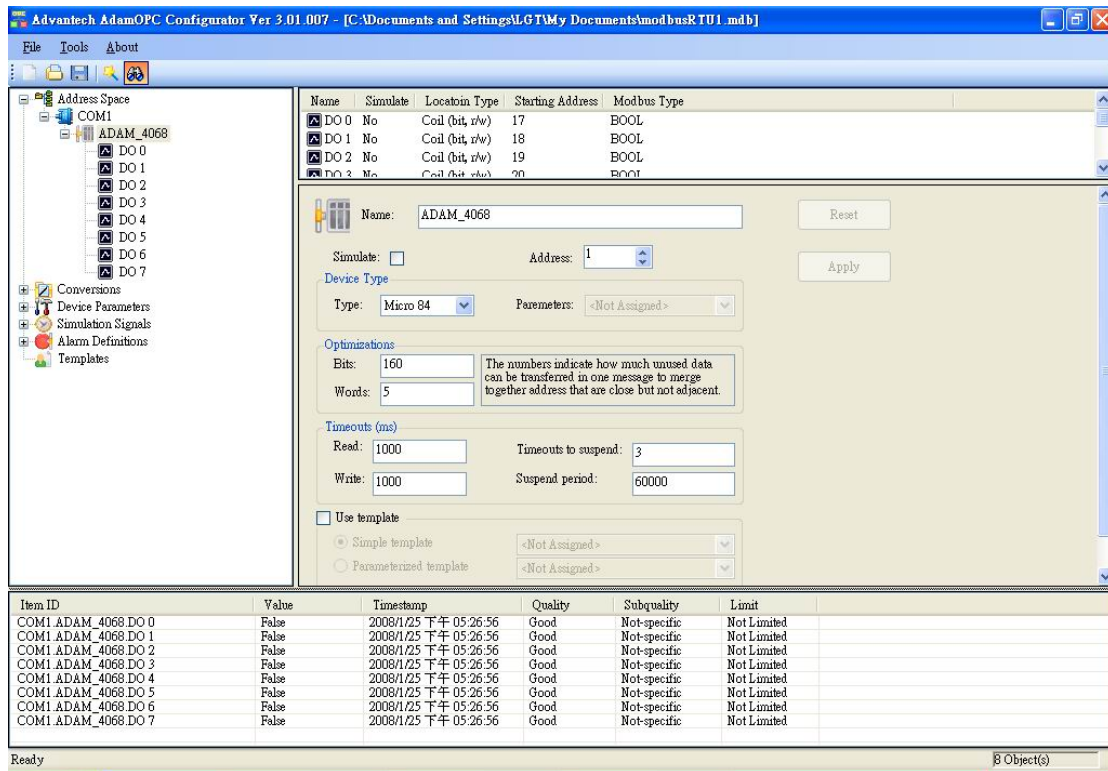 Advantech AdamOPC Configurator Ver 3.01.007 - [C:\Documents and Settings\LGT\My Documents\modbusRTU1.mdb]
File Tools About
Address Space
COM1
ADAM_4068
DO 0
DO 1
DO 2
DO 3
DO 4
DO 5
DO 6
DO 7
Conversions
Device Parameters
Simulation Signals
Alarm Definitions
Templates
Name Simulate Locatoin Type Starting Address Modbus Type
DO 0 No Coil (bit, r/w) 17 BOOL
DO 1 No Coil (bit, r/w) 18 BOOL
DO 2 No Coil (bit, r/w) 19 BOOL
DO 3 No Coil (bit, r/w) 20 BOOL
Name: ADAM_4068 Reset
Simulate: Address: 1 Apply
Device Type
Type: Micro 84 Paremeters: <Not Assigned>
Optimizations
Bits: 160
Words: 5
The numbers indicate how much unused data
can be transferred in one message to merge
together address that are close but not adjacent.
Timeouts (ms)
Read: 1000 Timeouts to suspend: 3
Write: 1000 Suspend period: 60000
Use template
Simple template <Not Assigned>
Parameterized template <Not Assigned>
Item ID Value Timestamp Quality Subquality Limit
COM1.ADAM_4068.DO 0 False 2008/1/25 下午 05:26:56 Good Not-specific Not Limited
COM1.ADAM_4068.DO 1 False 2008/1/25 下午 05:26:56 Good Not-specific Not Limited
COM1.ADAM_4068.DO 2 False 2008/1/25 下午 05:26:56 Good Not-specific Not Limited
COM1.ADAM_4068.DO 3 False 2008/1/25 下午 05:26:56 Good Not-specific Not Limited
COM1.ADAM_4068.DO 4 False 2008/1/25 下午 05:26:56 Good Not-specific Not Limited
COM1.ADAM_4068.DO 5 False 2008/1/25 下午 05:26:56 Good Not-specific Not Limited
COM1.ADAM_4068.DO 6 False 2008/1/25 下午 05:26:56 Good Not-specific Not Limited
COM1.ADAM_4068.DO 7 False 2008/1/25 下午 05:26:56 Good Not-specific Not Limited
Ready 8 Object(s)